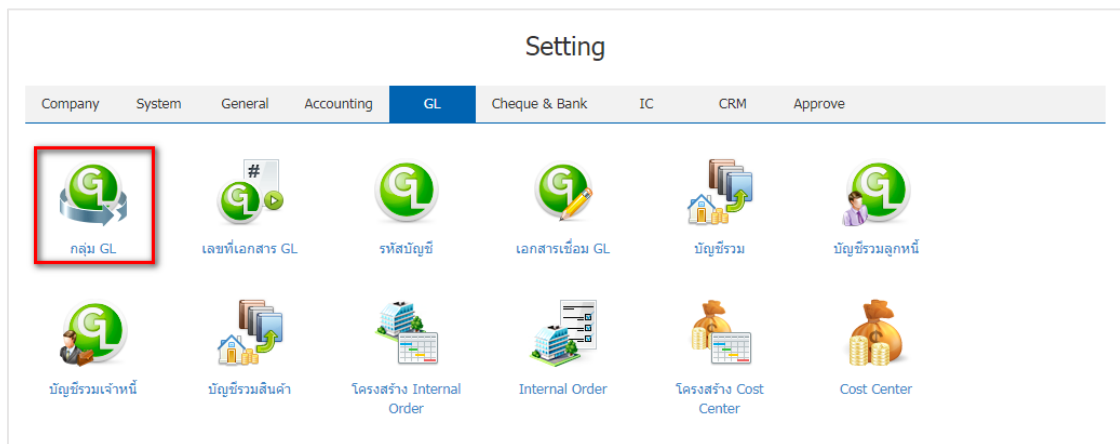 Setting
Company System General Accounting GL Cheque & Bank IC CRM Approve
กลุ่ม GL เลขที่เอกสาร GL รหัสบัญชี เอกสารเชื่อม GL บัญชีรวม บัญชีรวมลูกหนี้
บัญชีรวมเจ้าหนี้ บัญชีรวมสินค้า โครงสร้าง Internal Internal Order โครงสร้าง Cost Cost Center
Order Center